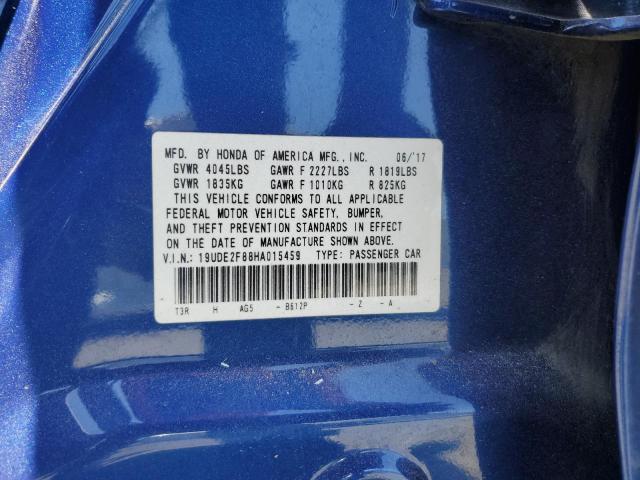 MFD. BY HONDA OF AMERICA MFG., INC. 06/'17
GVWR 4045LBS GAWR F 2227LBS R 1819LBS
GVWR 1835KG GAWR F 1010KG R 825KG
THIS VEHICLE CONFORMS TO ALL APPLICABLE
FEDERAL MOTOR VEHICLE SAFETY, BUMPER,
AND THEFT PREVENTION STANDARDS IN EFFECT
ON THE DATE OF MANUFACTURE SHOWN ABOVE.
V.I.N.: 19UDE2F88HA015459 TYPE: PASSENGER CAR
T3R H AG5 - B612P - Z - A